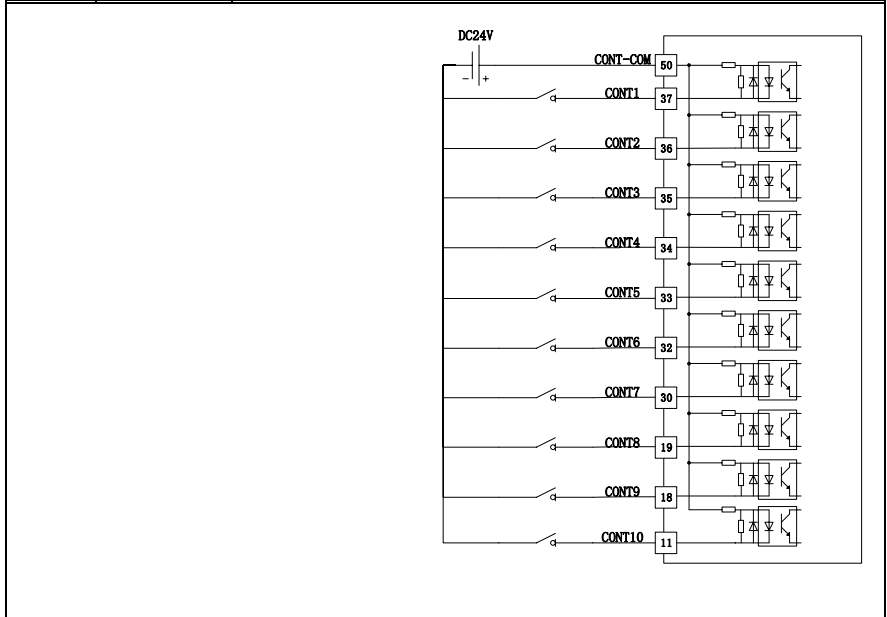 DC24V
CONT-COM 50
- +
CONT1 37
CONT2 36
CONT3 35
CONT4 34
CONT5 33
CONT6 32
CONT7 30
CONT8 19
CONT9 18
CONT10 11